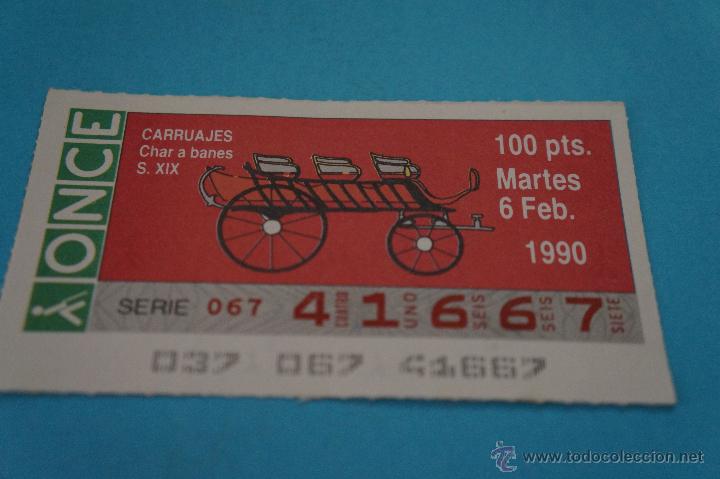 ONCE
CARRUAJES
Char a banes
S. XIX
100 pts.
Martes
6 Feb.
1990
SERIE 067 4 CUATRO 1 UNO 6 SEIS 6 SEIS 7 SIETE
037 067 41667
© www.todocoleccion.net